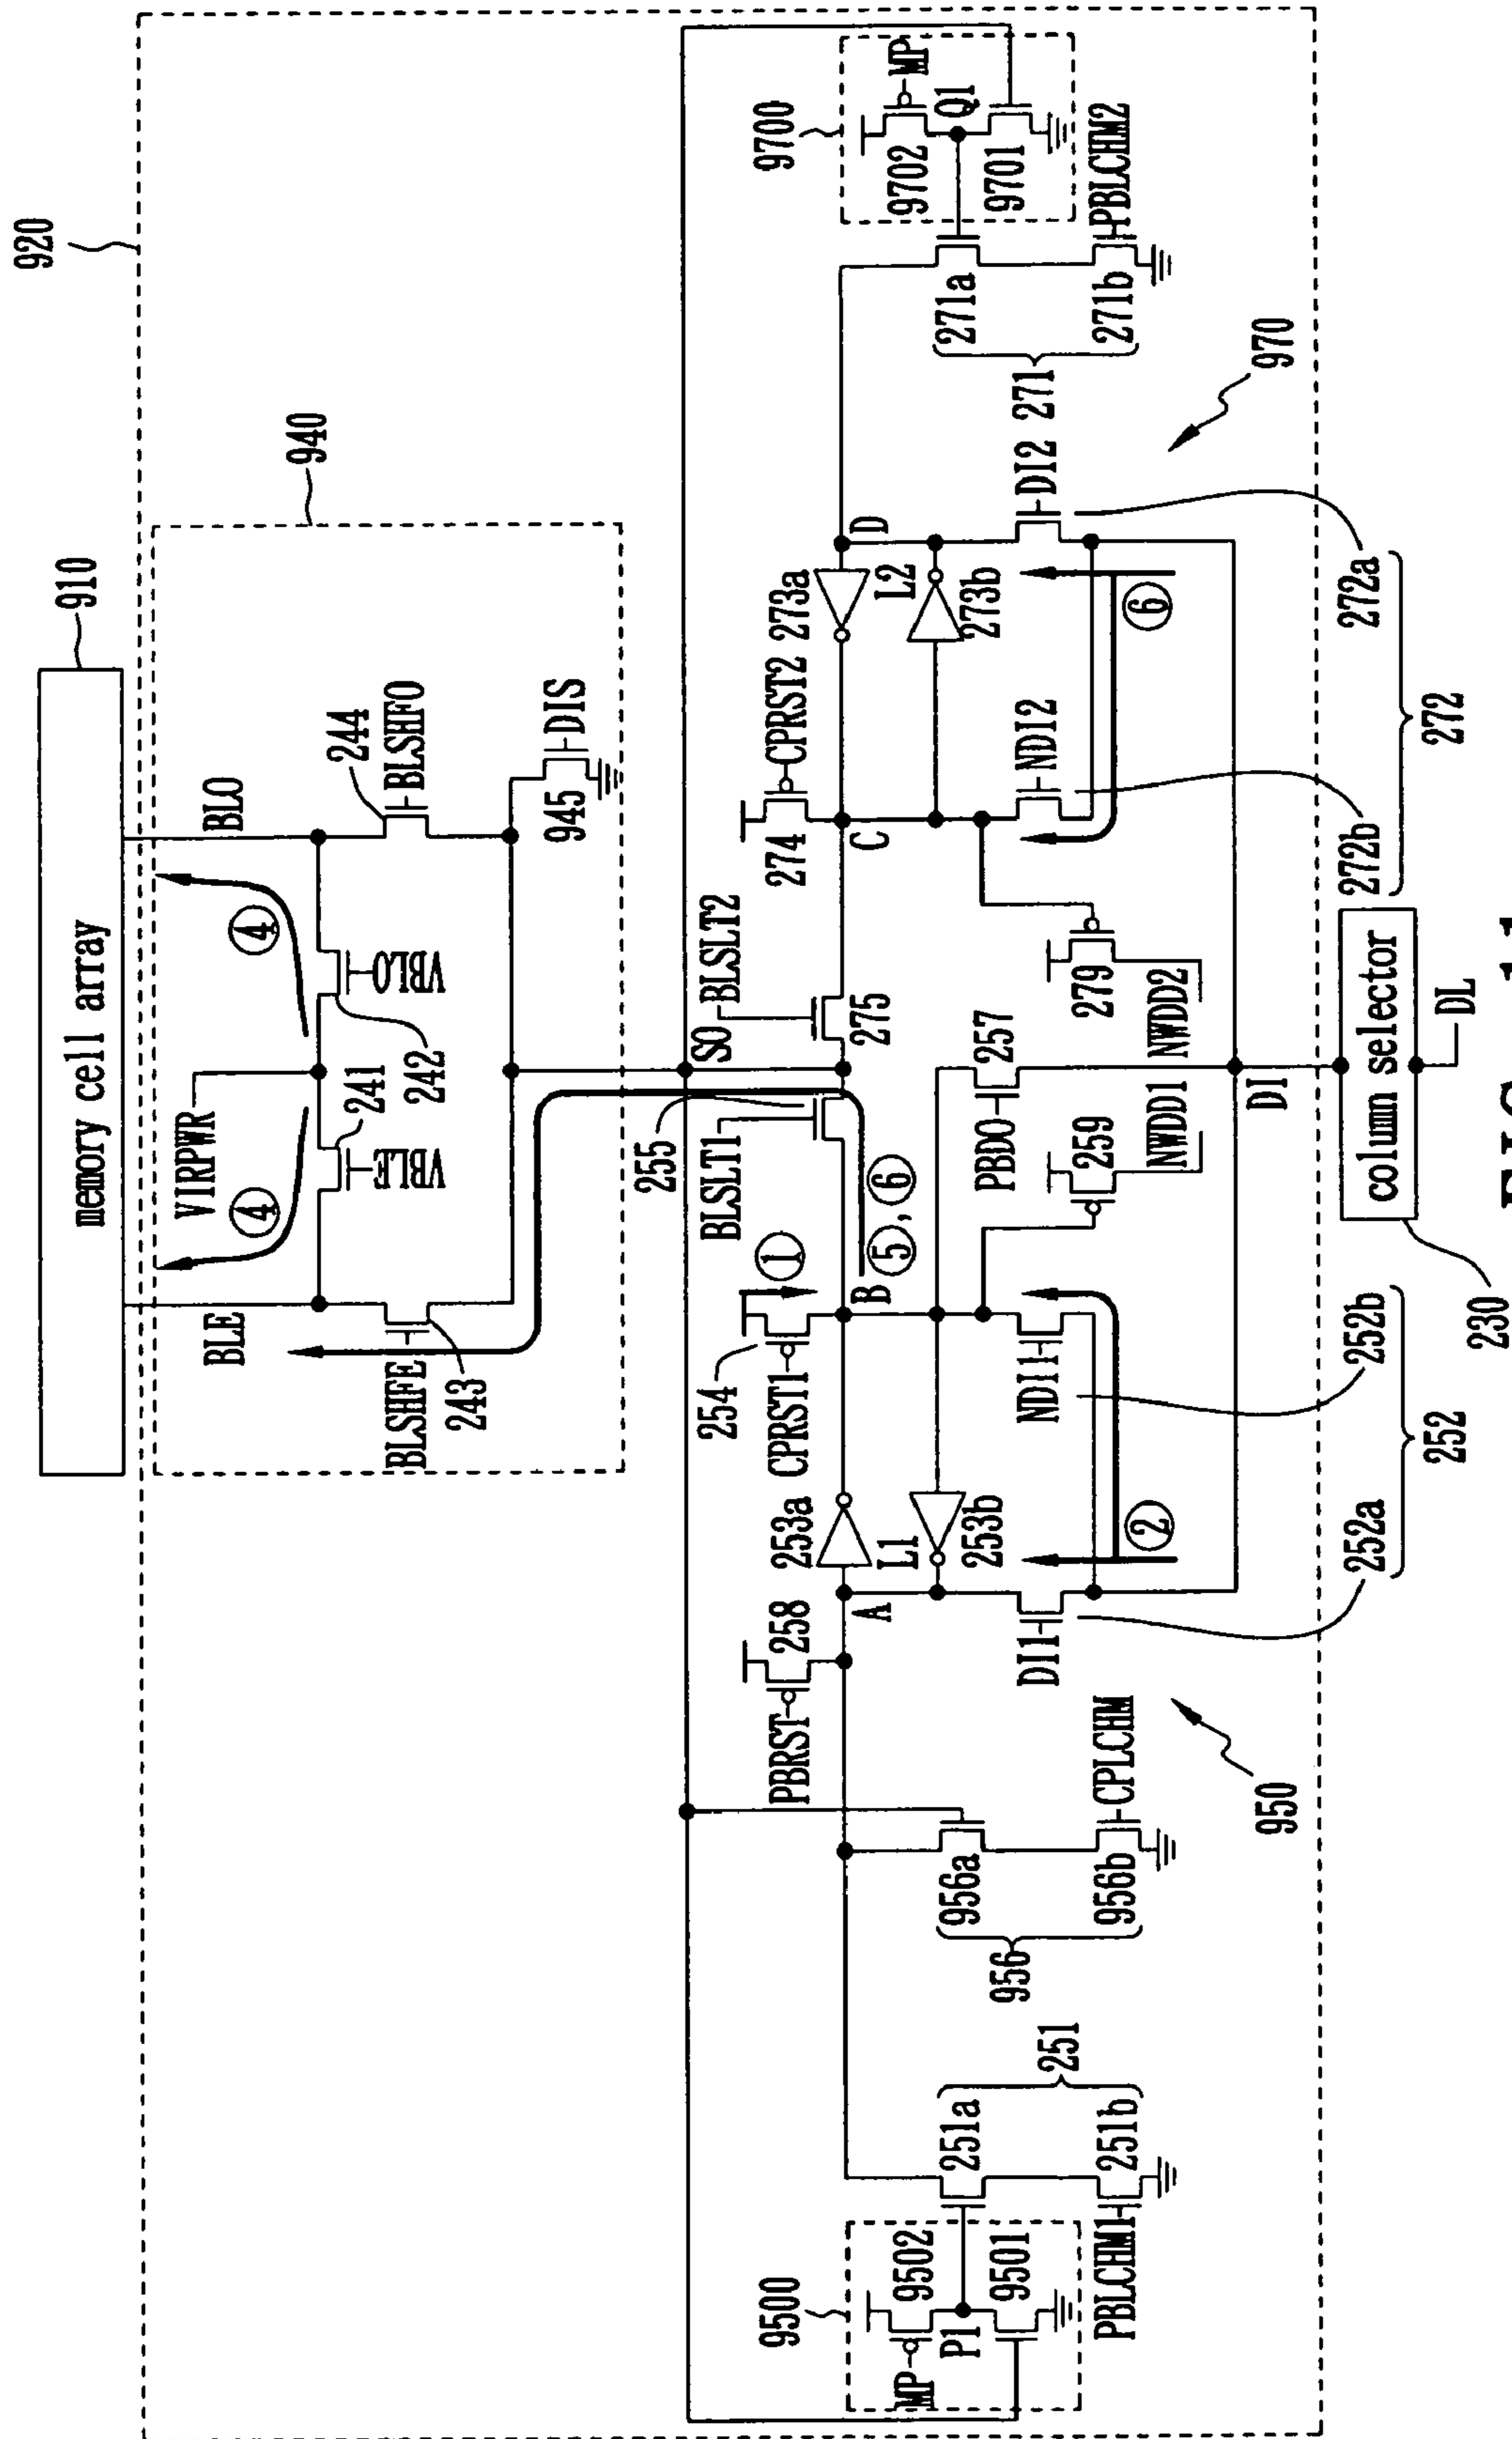 910
memory cell array
920
940
BLE
VIRPWR
BLO
④
④
244
BLSHFO
VBLE
241
VBLO
242
BLSHFE
243
DIS
945
255
SO
BLSLT1
BLSLT2
254
①
CPRST1
274
CPRST2
PBRST
258
253a
273a
275
9500
9502
MP
P1
9501
A
B
⑤,⑥
C
D
L1
253b
L2
273b
9700
MP
9702
Q1
9701
251a
251
251b
PBLCHM1
956a
956
956b
CPLCHM
DI1
NDI1
PBDO
257
259
279
NDI2
DI2
271a
271
271b
PBLCHM2
②
NWDD1
NWDD2
⑥
950
970
DI
252a
252b
252
272b
272a
272
230
column selector
DL